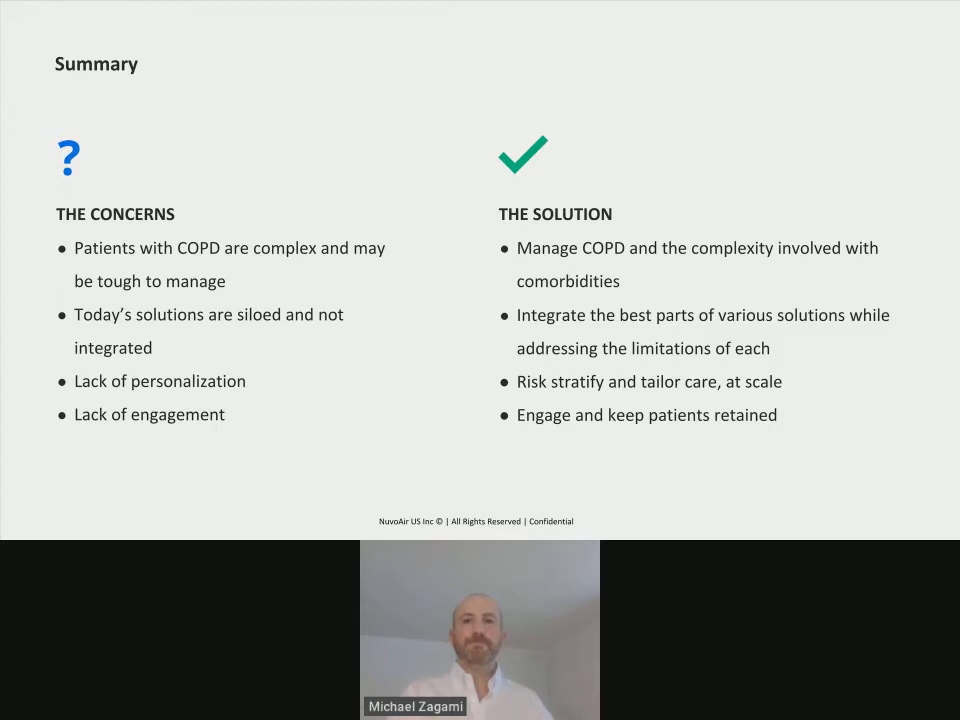 Summary
?
THE CONCERNS
● Patients with COPD are complex and may
be tough to manage
● Today's solutions are siloed and not
integrated
● Lack of personalization
● Lack of engagement
THE SOLUTION
● Manage COPD and the complexity involved with
comorbidities
● Integrate the best parts of various solutions while
addressing the limitations of each
● Risk stratify and tailor care, at scale
● Engage and keep patients retained
NuvoAir US Inc © | All Rights Reserved | Confidential
Michael Zagami